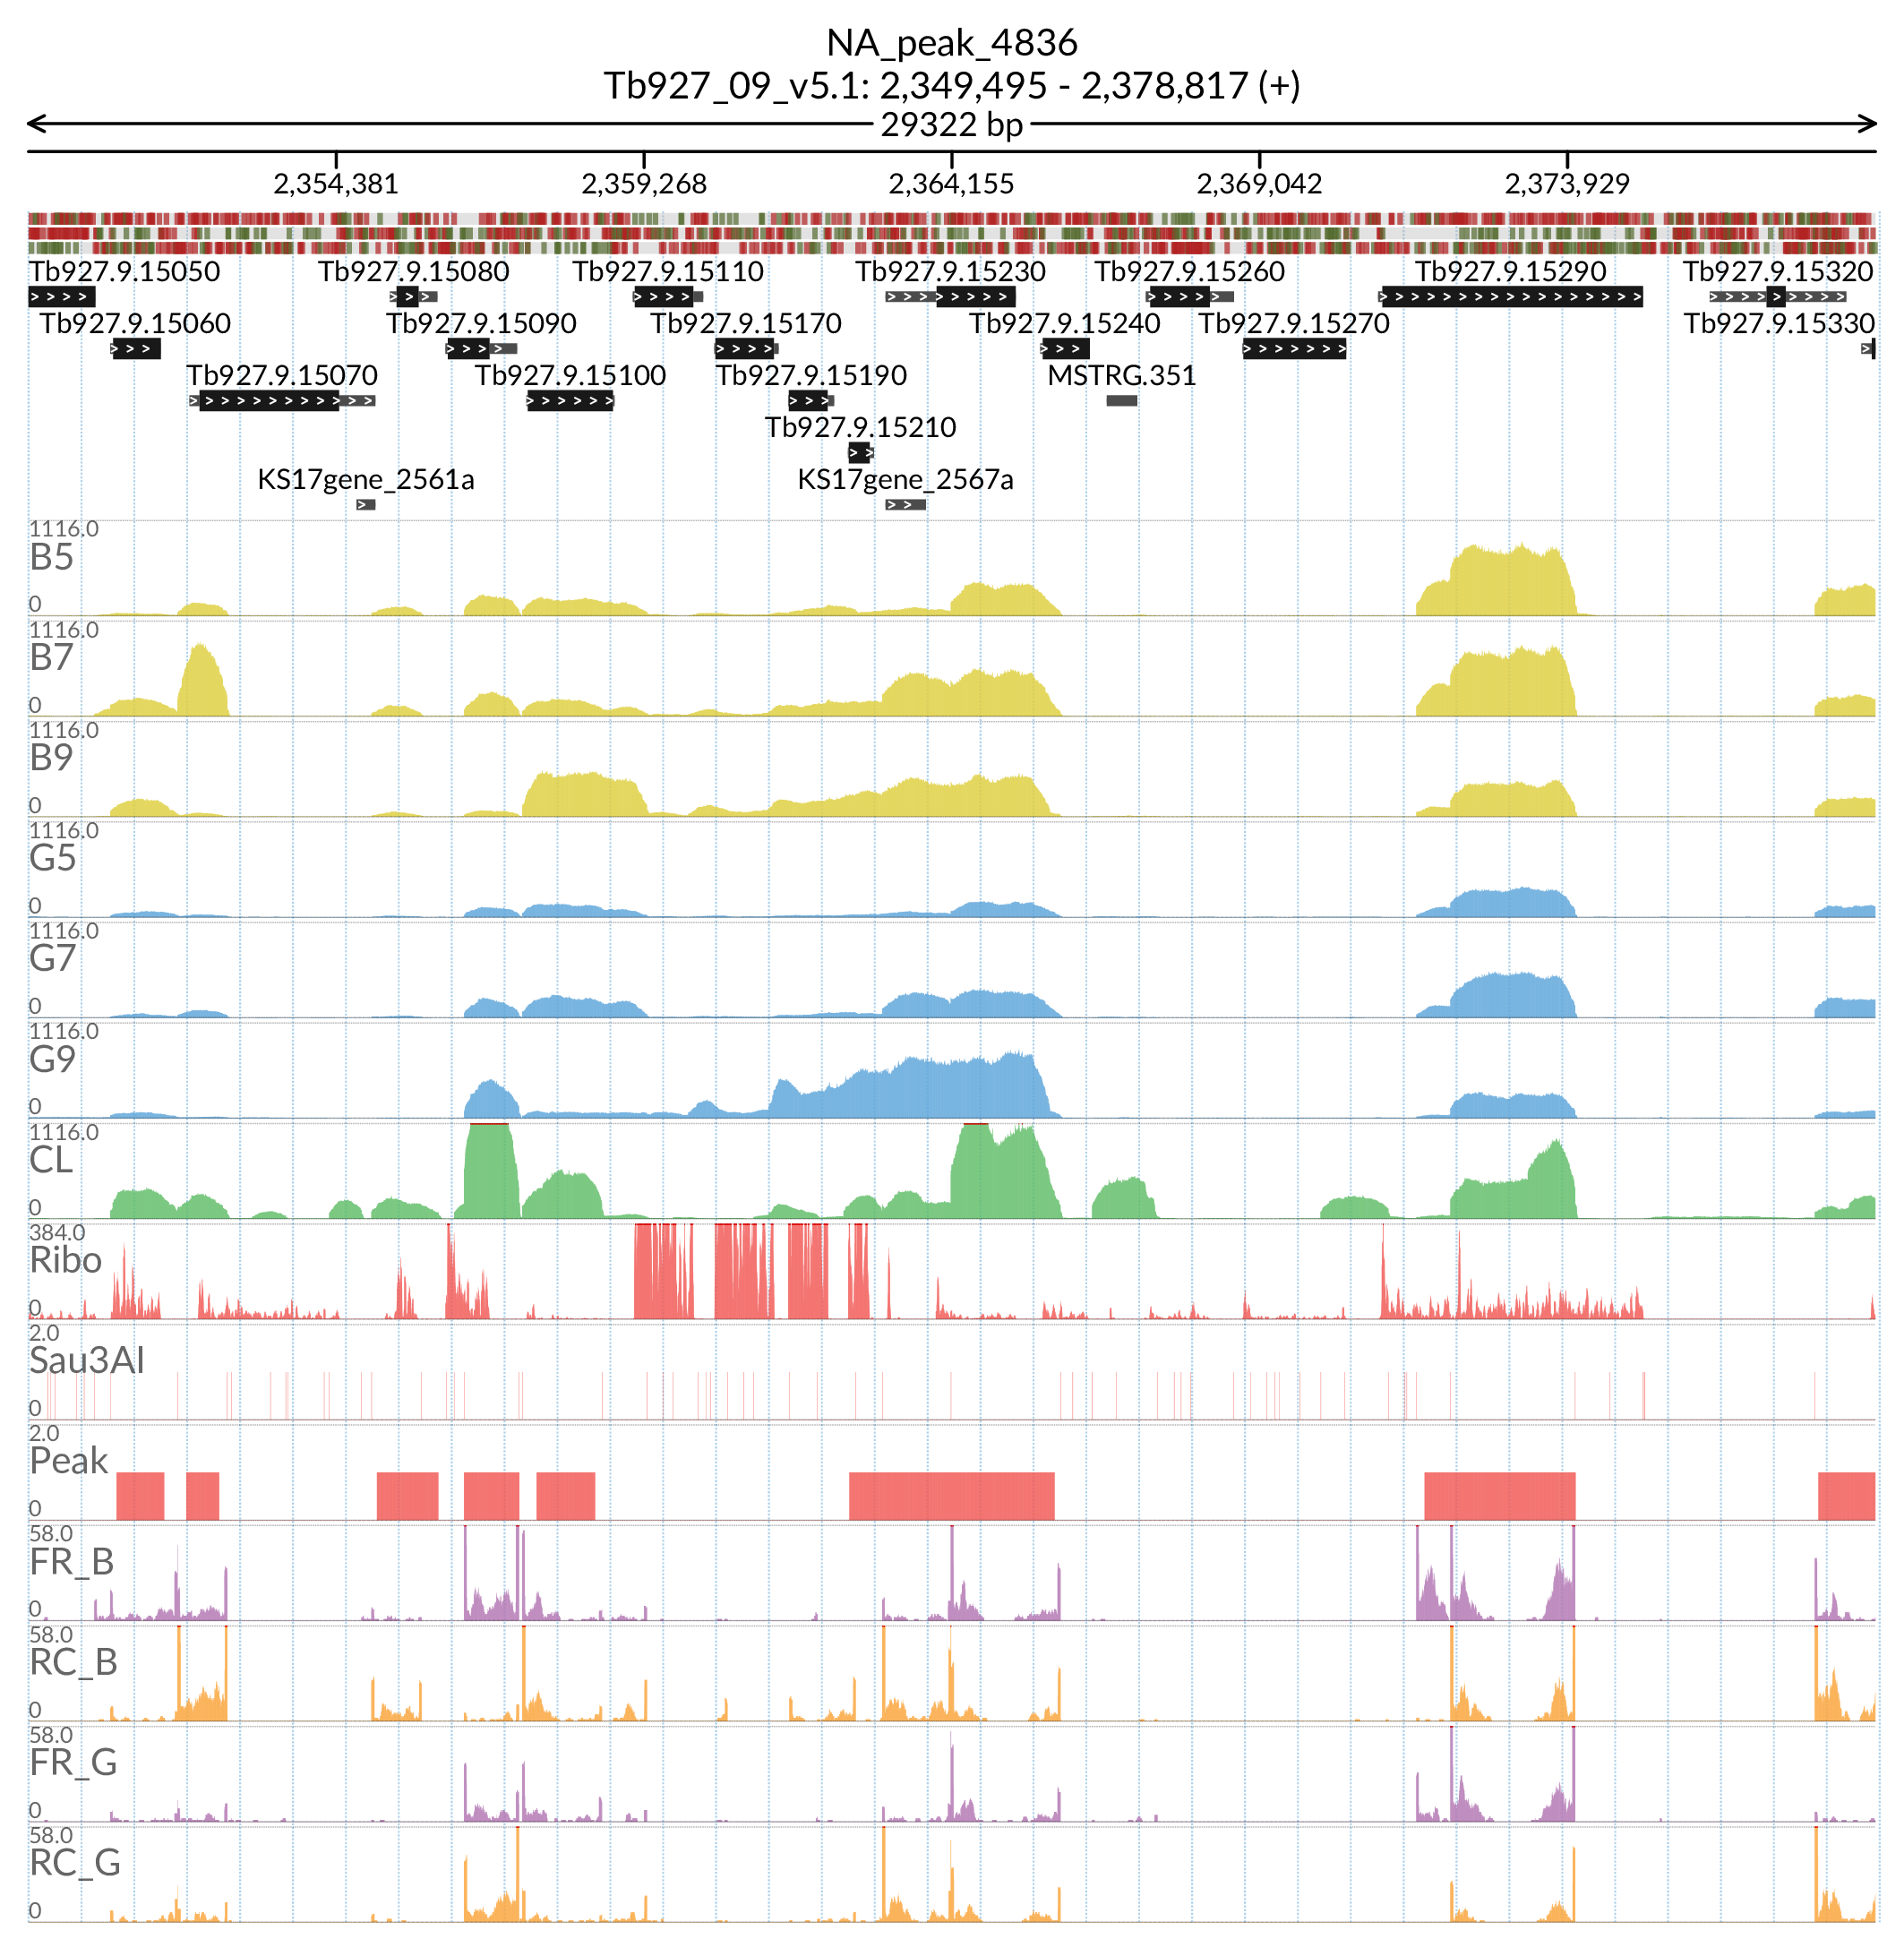 NA_peak_4836
Tb927_09_v5.1: 2,349,495 - 2,378,817 (+)
29322 bp
2,354,381 2,359,268 2,364,155 2,369,042 2,373,929
Tb927.9.15050 Tb927.9.15080 Tb927.9.15110 Tb927.9.15230 Tb927.9.15260 Tb927.9.15290 Tb927.9.15320
Tb927.9.15060 Tb927.9.15090 Tb927.9.15170 Tb927.9.15240 Tb927.9.15270 Tb927.9.15330
Tb927.9.15070 Tb927.9.15100 Tb927.9.15190 MSTRG.351
Tb927.9.15210
KS17gene_2561a KS17gene_2567a
1116.0
B5
0
1116.0
B7
0
1116.0
B9
0
1116.0
G5
0
1116.0
G7
0
1116.0
G9
0
1116.0
CL
0
384.0
Ribo
0
2.0
Sau3AI
0
2.0
Peak
0
58.0
FR_B
0
58.0
RC_B
0
58.0
FR_G
0
58.0
RC_G
0